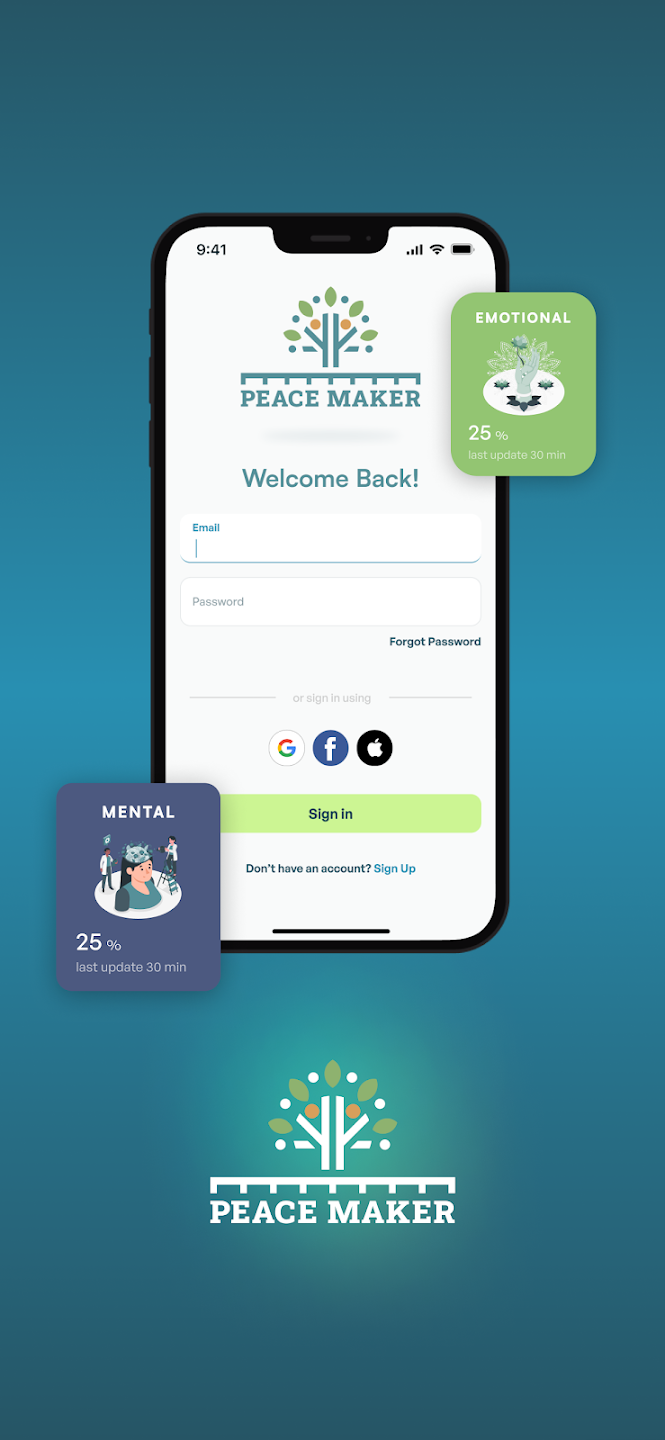 9:41
PEACE MAKER
EMOTIONAL
25 %
last update 30 min
Welcome Back!
Email
Password
Forgot Password
or sign in using
Sign in
Don't have an account? Sign Up
MENTAL
25 %
last update 30 min
PEACE MAKER